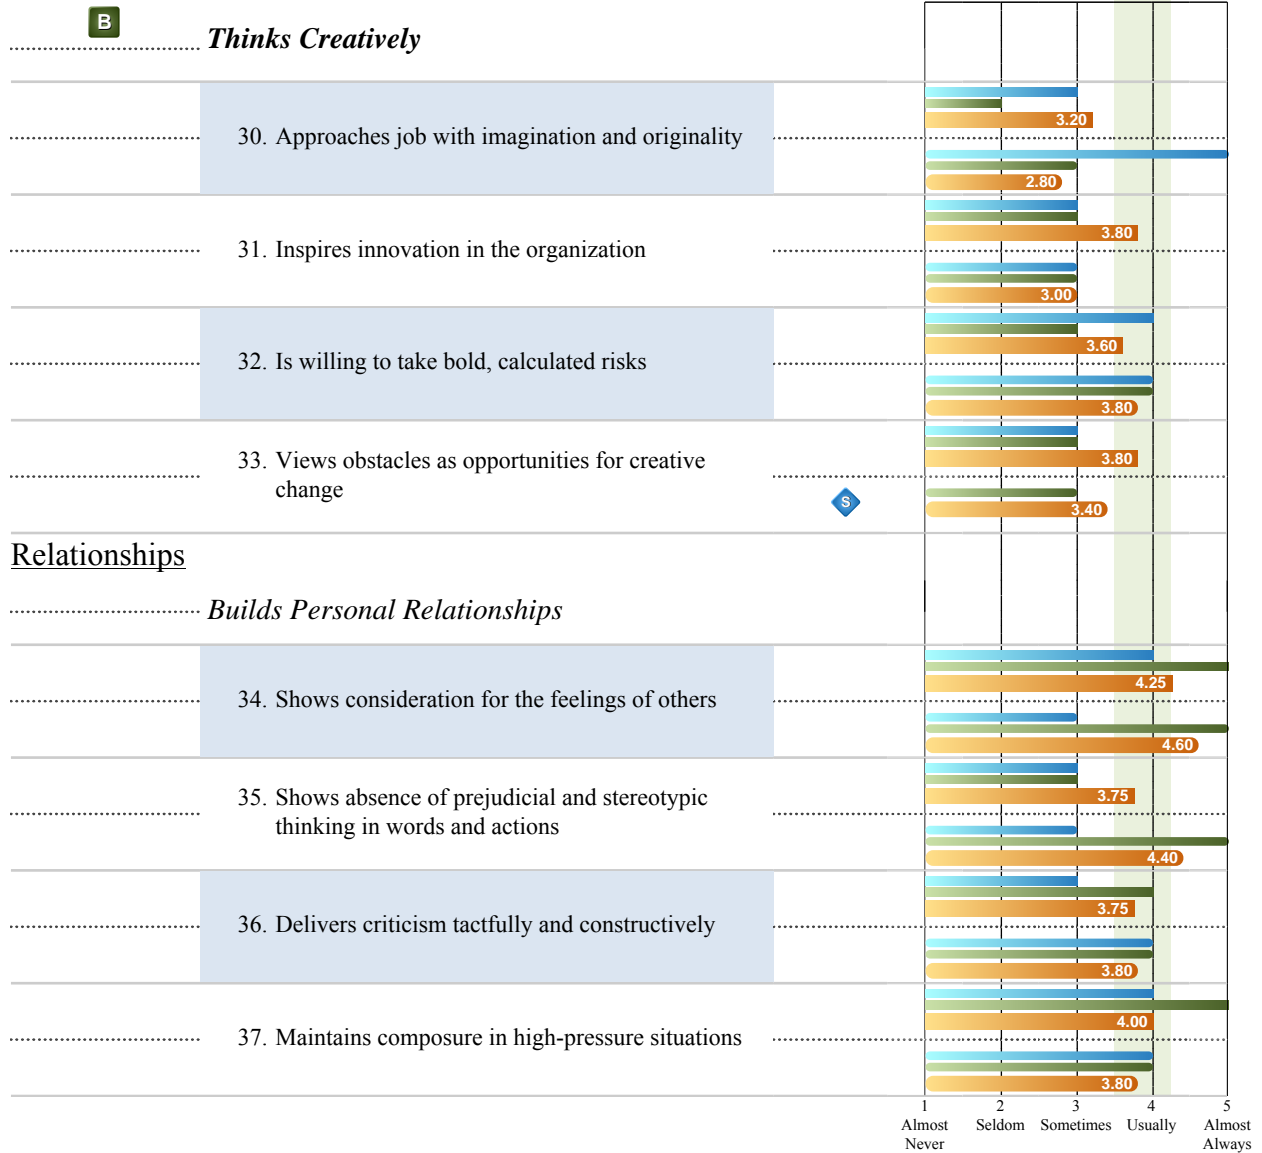 B
Thinks Creatively
30. Approaches job with imagination and originality
3.20
2.80
31. Inspires innovation in the organization
3.80
3.00
32. Is willing to take bold, calculated risks
3.60
3.80
33. Views obstacles as opportunities for creative
change
3.80
S
3.40
Relationships
Builds Personal Relationships
34. Shows consideration for the feelings of others
4.25
4.60
35. Shows absence of prejudicial and stereotypic
thinking in words and actions
3.75
4.40
36. Delivers criticism tactfully and constructively
3.75
3.80
37. Maintains composure in high-pressure situations
4.00
3.80
1 2 3 4 5
Almost Never Seldom Sometimes Usually Almost Always